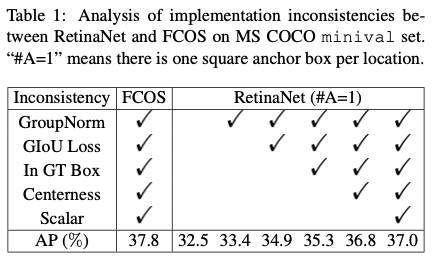 Table 1: Analysis of implementation inconsistencies be-
tween RetinaNet and FCOS on MS COCO minival set.
“#A=1” means there is one square anchor box per location.
Inconsistency FCOS RetinaNet (#A=1)
GroupNorm ✓ ✓ ✓ ✓ ✓ ✓
GIoU Loss ✓ ✓ ✓ ✓ ✓
In GT Box ✓ ✓ ✓ ✓
Centerness ✓ ✓ ✓
Scalar ✓ ✓
AP (%) 37.8 32.5 33.4 34.9 35.3 36.8 37.0